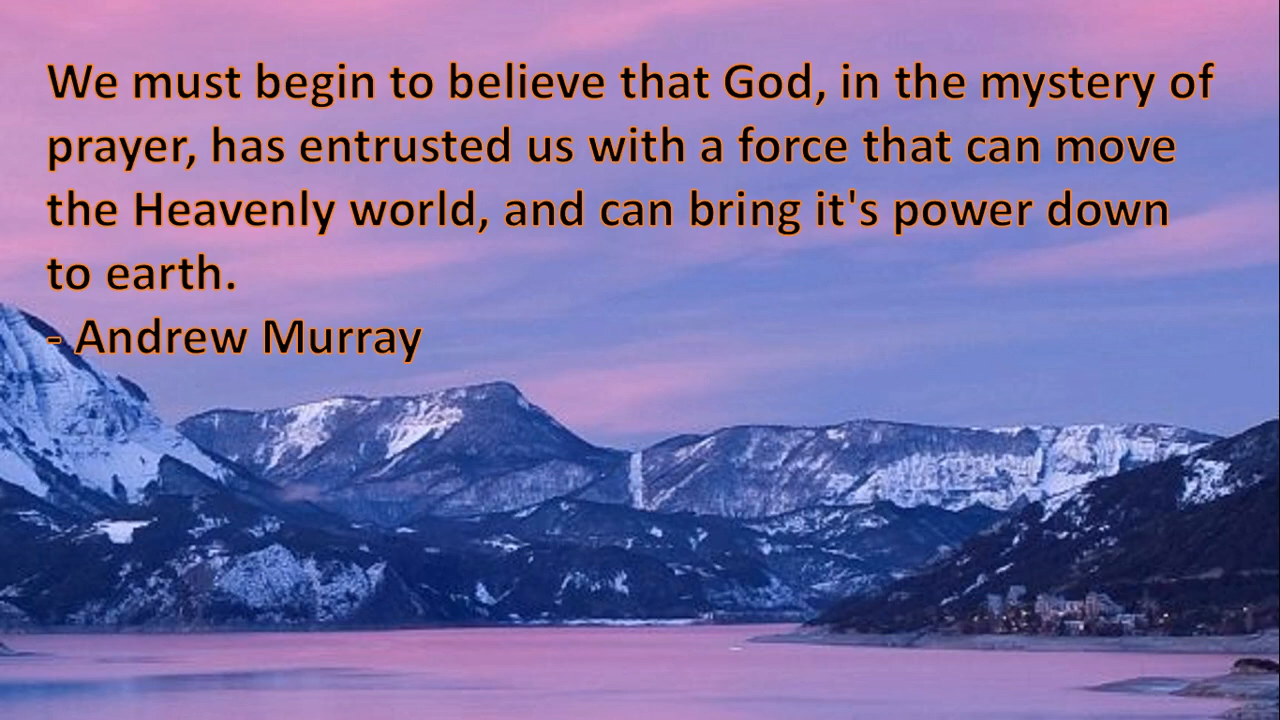 We must begin to believe that God, in the mystery of
prayer, has entrusted us with a force that can move
the Heavenly world, and can bring it's power down
to earth.
- Andrew Murray